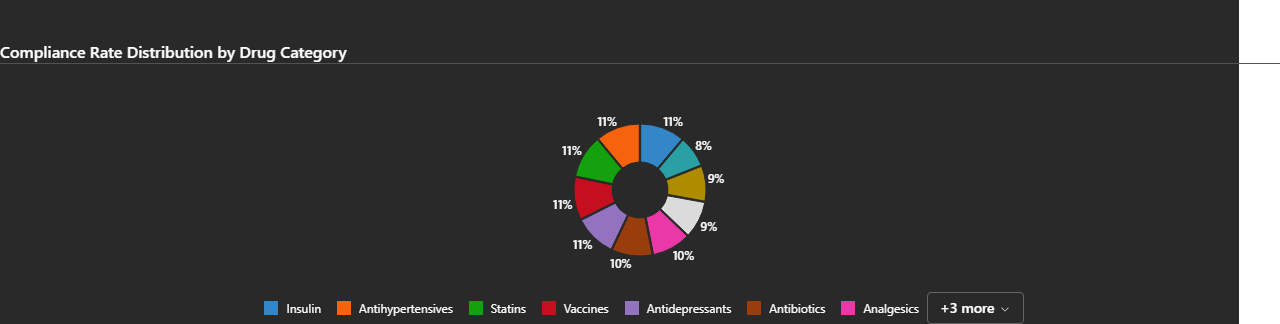 Compliance Rate Distribution by Drug Category
11% 11%
11% 8%
11% 9%
11% 9%
10% 10%
Insulin Antihypertensives Statins Vaccines Antidepressants Antibiotics Analgesics +3 more